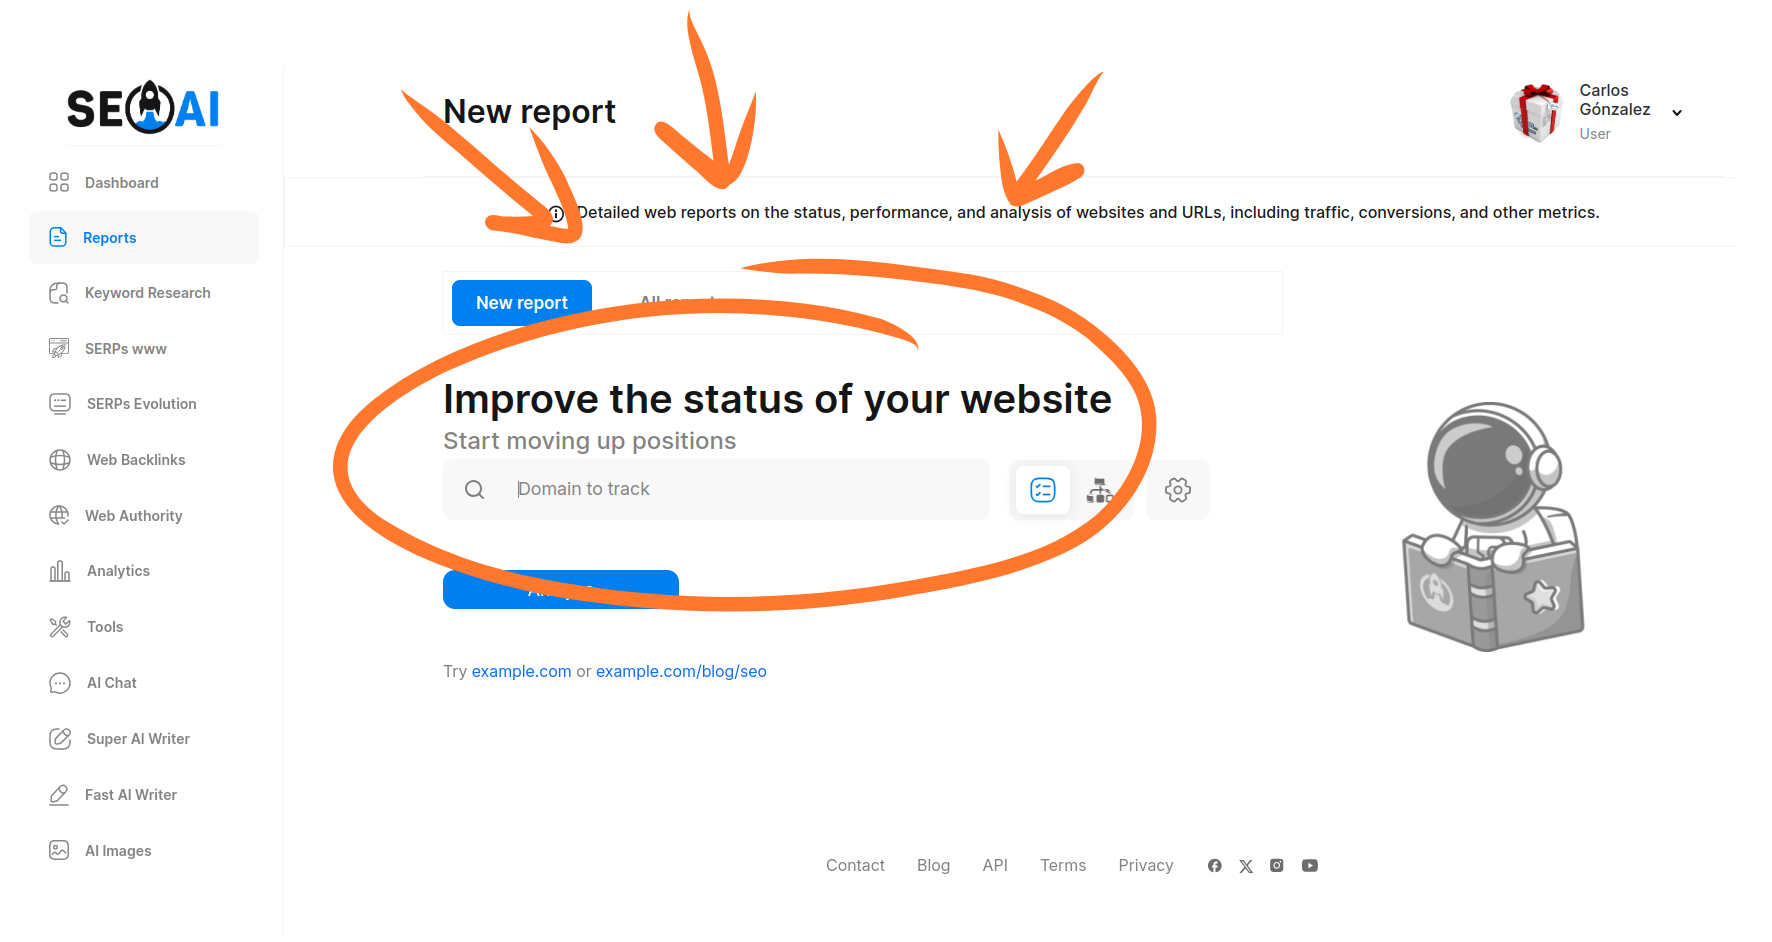 SEOAI
New report
Carlos
Gónzalez
User
Dashboard
Reports
Keyword Research
SERPs www
SERPs Evolution
Web Backlinks
Web Authority
Analytics
Tools
AI Chat
Super AI Writer
Fast AI Writer
AI Images
Detailed web reports on the status, performance, and analysis of websites and URLs, including traffic, conversions, and other metrics.
New report
Improve the status of your website
Start moving up positions
Domain to track
Try example.com or example.com/blog/seo
Contact Blog API Terms Privacy